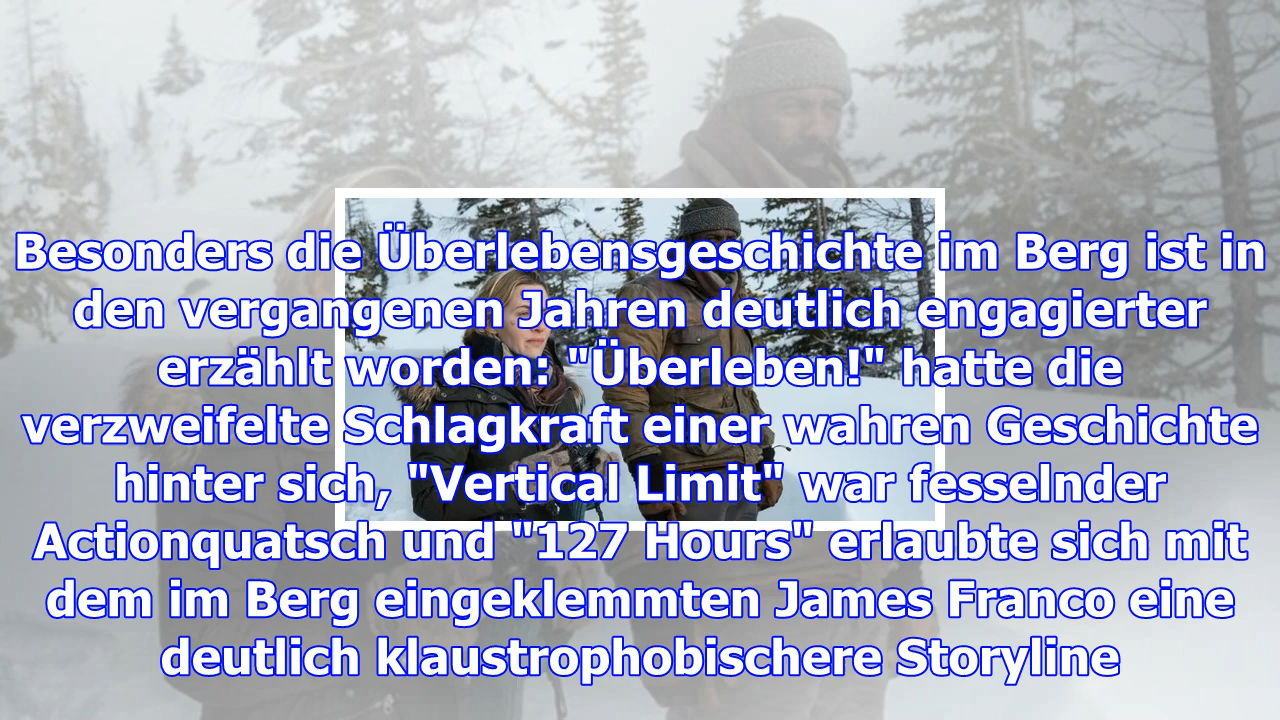 Besonders die Überlebensgeschichte im Berg ist in
den vergangenen Jahren deutlich engagierter
erzählt worden: "Überleben!" hatte die
verzweifelte Schlagkraft einer wahren Geschichte
hinter sich, "Vertical Limit" war fesselnder
Actionquatsch und "127 Hours" erlaubte sich mit
dem im Berg eingeklemmten James Franco eine
deutlich klaustrophobischere Storyline